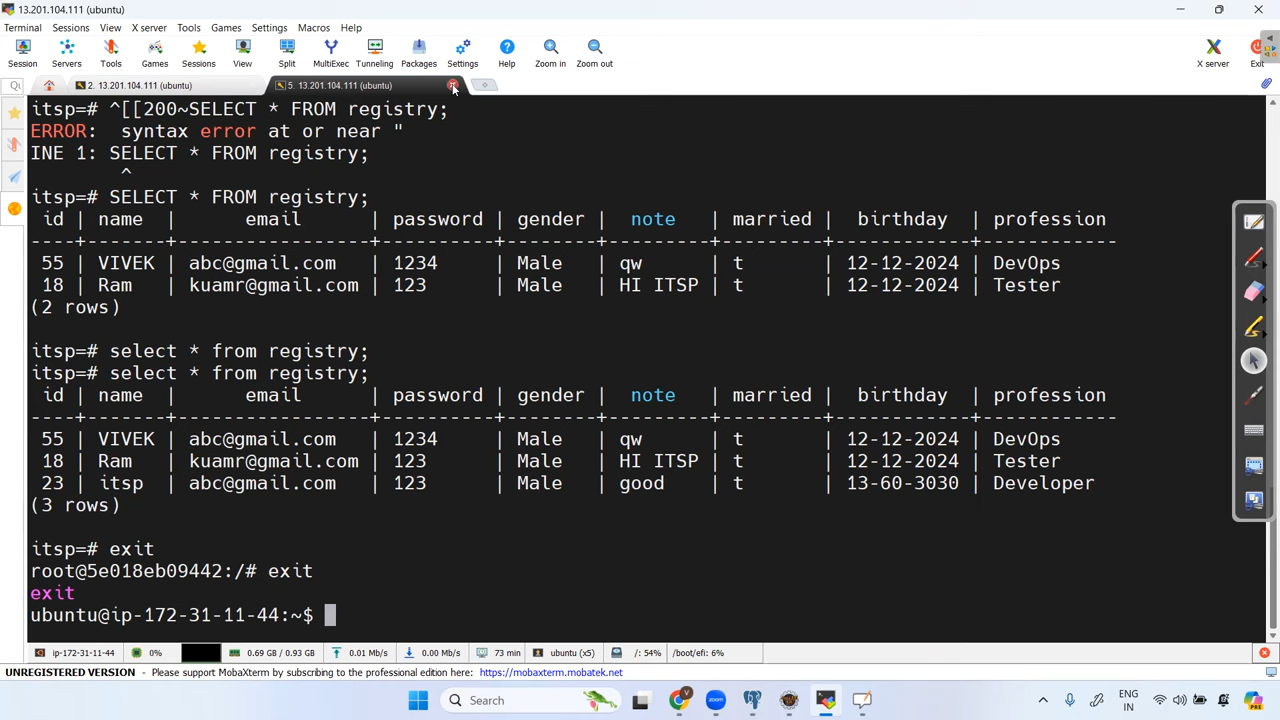 13.201.104.111 (ubuntu)
Terminal Sessions View X server Tools Games Settings Macros Help
Session Servers Tools Games Sessions View Split MultiExec Tunneling Packages Settings Help Zoom in Zoom out X server Exit
2. 13.201.104.111 (ubuntu) 5. 13.201.104.111 (ubuntu)
itsp=# ^[[200~SELECT * FROM registry;
ERROR:  syntax error at or near "
INE 1: SELECT * FROM registry;
^
itsp=# SELECT * FROM registry;
id | name | email | password | gender | note | married | birthday | profession
----+-------+-----------------+----------+--------+---------+---------+------------+------------
55 | VIVEK | abc@gmail.com | 1234 | Male | qw | t | 12-12-2024 | DevOps
18 | Ram | kuamr@gmail.com | 123 | Male | HI ITSP | t | 12-12-2024 | Tester
(2 rows)
itsp=# select * from registry;
itsp=# select * from registry;
id | name | email | password | gender | note | married | birthday | profession
----+-------+-----------------+----------+--------+---------+---------+------------+------------
55 | VIVEK | abc@gmail.com | 1234 | Male | qw | t | 12-12-2024 | DevOps
18 | Ram | kuamr@gmail.com | 123 | Male | HI ITSP | t | 12-12-2024 | Tester
23 | itsp | abc@gmail.com | 123 | Male | good | t | 13-60-3030 | Developer
(3 rows)
itsp=# exit
root@5e018eb09442:/# exit
exit
ubuntu@ip-172-31-11-44:~$
ip-172-31-11-44 0% 0.69 GB / 0.93 GB 0.01 Mb/s 0.00 Mb/s 73 min ubuntu (x5) /: 54% /boot/efi: 6%
UNREGISTERED VERSION - Please support MobaXterm by subscribing to the professional edition here: https://mobaxterm.mobatek.net
Search ENG
IN